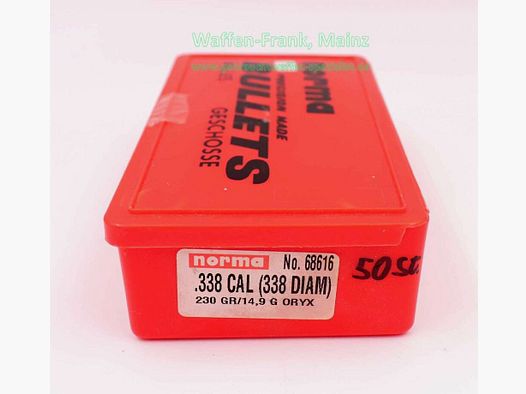 Waffen-Frank, Mainz
norma
PRECISION MADE
BULLETS
GESCHOSSE
norma No. 68616
.338 CAL (338 DIAM)
230 GR/14,9 G ORYX
50 St.